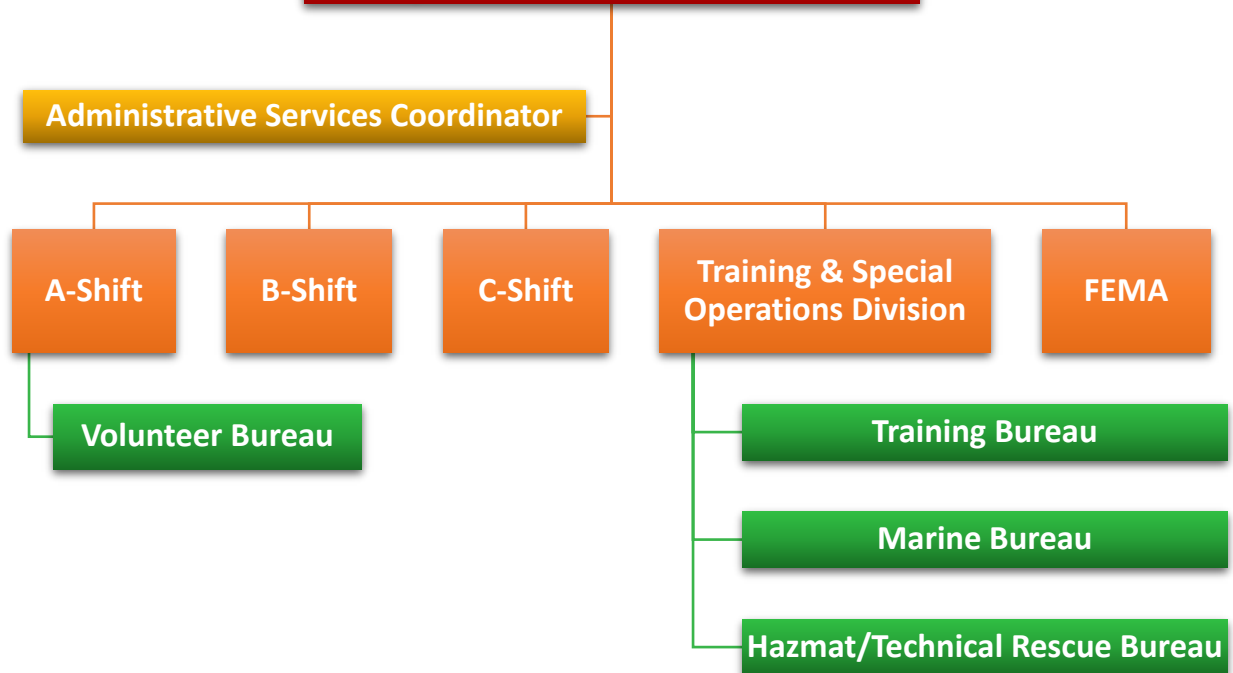 Administrative Services Coordinator
A-Shift
B-Shift
C-Shift
Training & Special
Operations Division
FEMA
Volunteer Bureau
Training Bureau
Marine Bureau
Hazmat/Technical Rescue Bureau